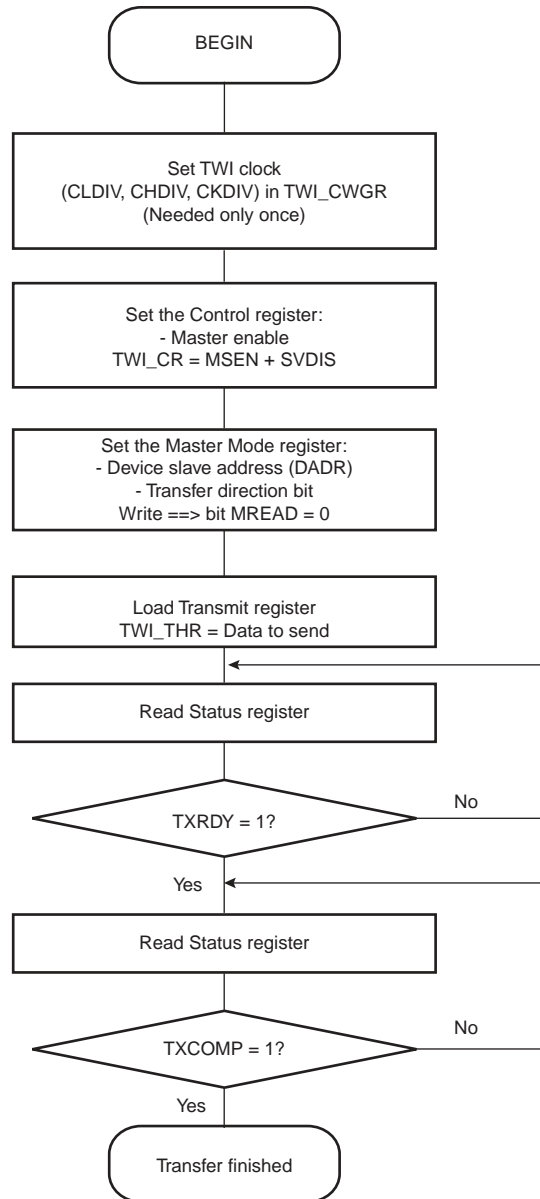 BEGIN
Set TWI clock
(CLDIV, CHDIV, CKDIV) in TWI_CWGR
(Needed only once)
Set the Control register:
- Master enable
TWI_CR = MSEN + SVDIS
Set the Master Mode register:
- Device slave address (DADR)
- Transfer direction bit
Write ==> bit MREAD = 0
Load Transmit register
TWI_THR = Data to send
Read Status register
TXRDY = 1?
No
Yes
Read Status register
TXCOMP = 1?
No
Yes
Transfer finished